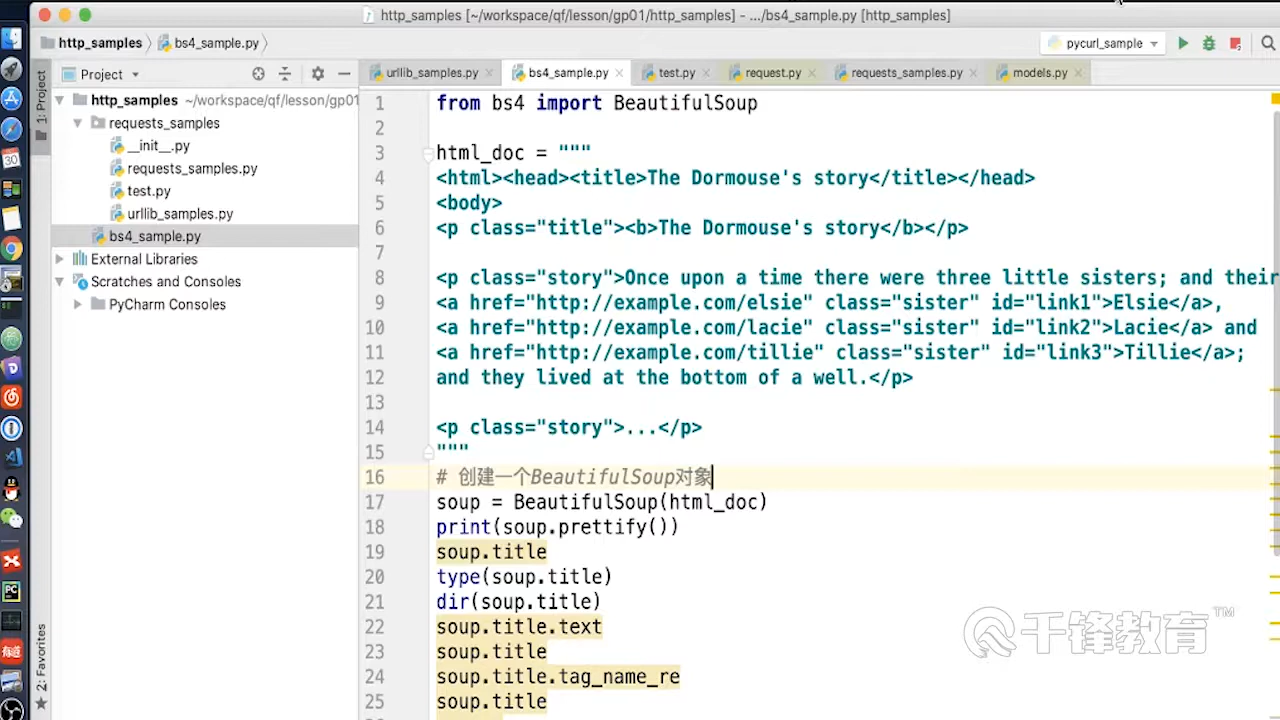 http_samples [~/workspace/qf/lesson/gp01/http_samples] - .../bs4_sample.py [http_samples]
http_samples
bs4_sample.py
pycurl_sample
1: Project
Project
urllib_samples.py
bs4_sample.py
test.py
request.py
requests_samples.py
models.py
http_samples ~/workspace/qf/lesson/gp01
requests_samples
__init__.py
requests_samples.py
test.py
urllib_samples.py
bs4_sample.py
External Libraries
Scratches and Consoles
PyCharm Consoles
2: Favorites
1 from bs4 import BeautifulSoup
2
3 html_doc = """
4 <html><head><title>The Dormouse's story</title></head>
5 <body>
6 <p class="title"><b>The Dormouse's story</b></p>
7
8 <p class="story">Once upon a time there were three little sisters; and their
9 <a href="http://example.com/elsie" class="sister" id="link1">Elsie</a>,
10 <a href="http://example.com/lacie" class="sister" id="link2">Lacie</a> and
11 <a href="http://example.com/tillie" class="sister" id="link3">Tillie</a>;
12 and they lived at the bottom of a well.</p>
13
14 <p class="story">...</p>
15 """
16 # 创建一个BeautifulSoup对象
17 soup = BeautifulSoup(html_doc)
18 print(soup.prettify())
19 soup.title
20 type(soup.title)
21 dir(soup.title)
22 soup.title.text
23 soup.title
24 soup.title.tag_name_re
25 soup.title
千锋教育™
30
PC
有道